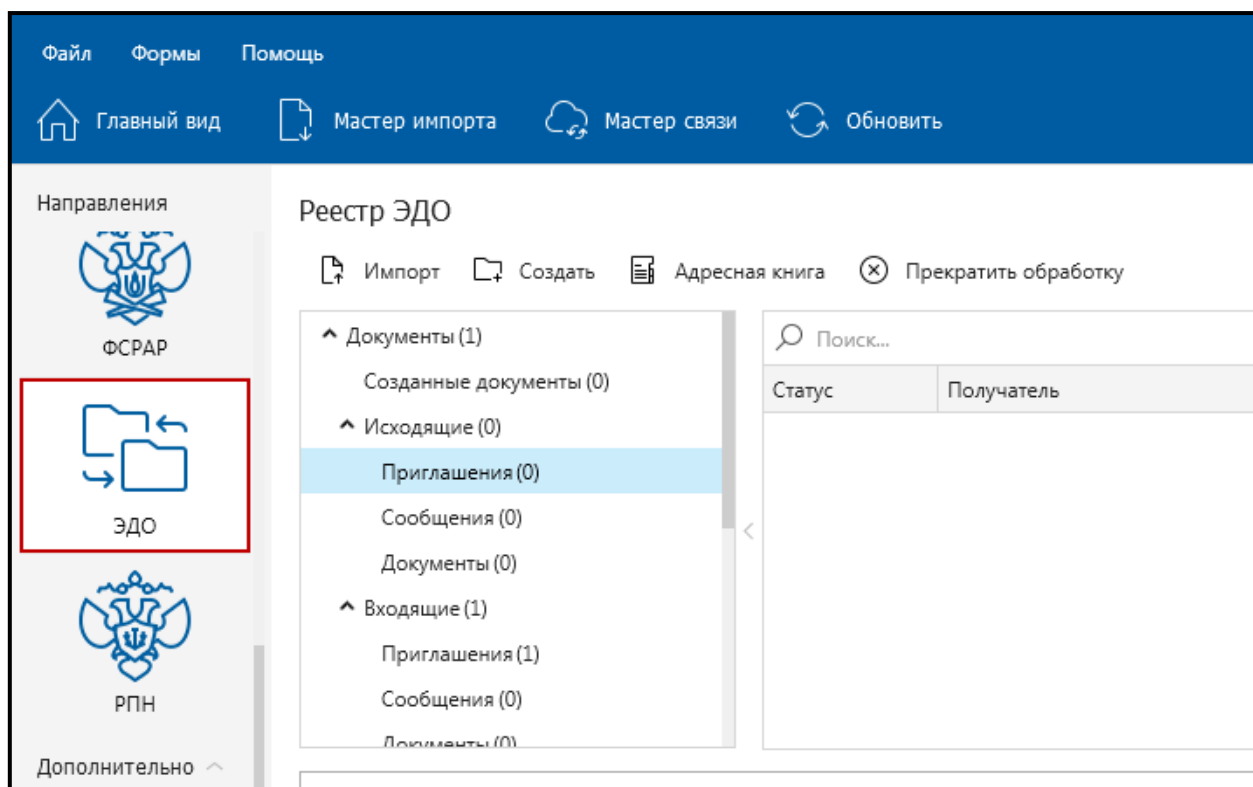 Файл Формы Помощь
Главный вид Мастер импорта Мастер связи Обновить
Направления
ФСРАР
ЭДО
РПН
Дополнительно
Реестр ЭДО
Импорт Создать Адресная книга Прекратить обработку
Документы (1)
Созданные документы (0)
Исходящие (0)
Приглашения (0)
Сообщения (0)
Документы (0)
Входящие (1)
Приглашения (1)
Сообщения (0)
Документы (0)
Поиск...
Статус Получатель